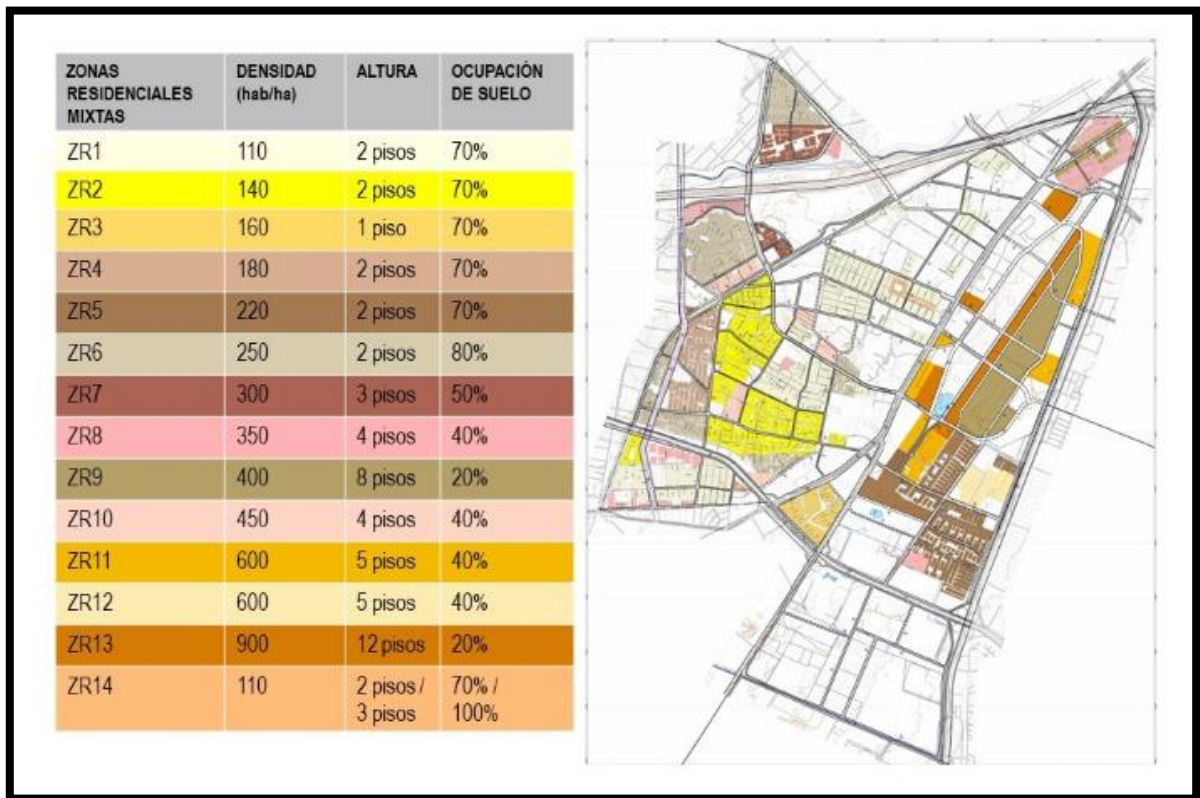 ZONAS RESIDENCIALES MIXTAS DENSIDAD (hab/ha) ALTURA OCUPACIÓN DE SUELO
ZR1 110 2 pisos 70%
ZR2 140 2 pisos 70%
ZR3 160 1 piso 70%
ZR4 180 2 pisos 70%
ZR5 220 2 pisos 70%
ZR6 250 2 pisos 80%
ZR7 300 3 pisos 50%
ZR8 350 4 pisos 40%
ZR9 400 8 pisos 20%
ZR10 450 4 pisos 40%
ZR11 600 5 pisos 40%
ZR12 600 5 pisos 40%
ZR13 900 12 pisos 20%
ZR14 110 2 pisos / 3 pisos 70% / 100%